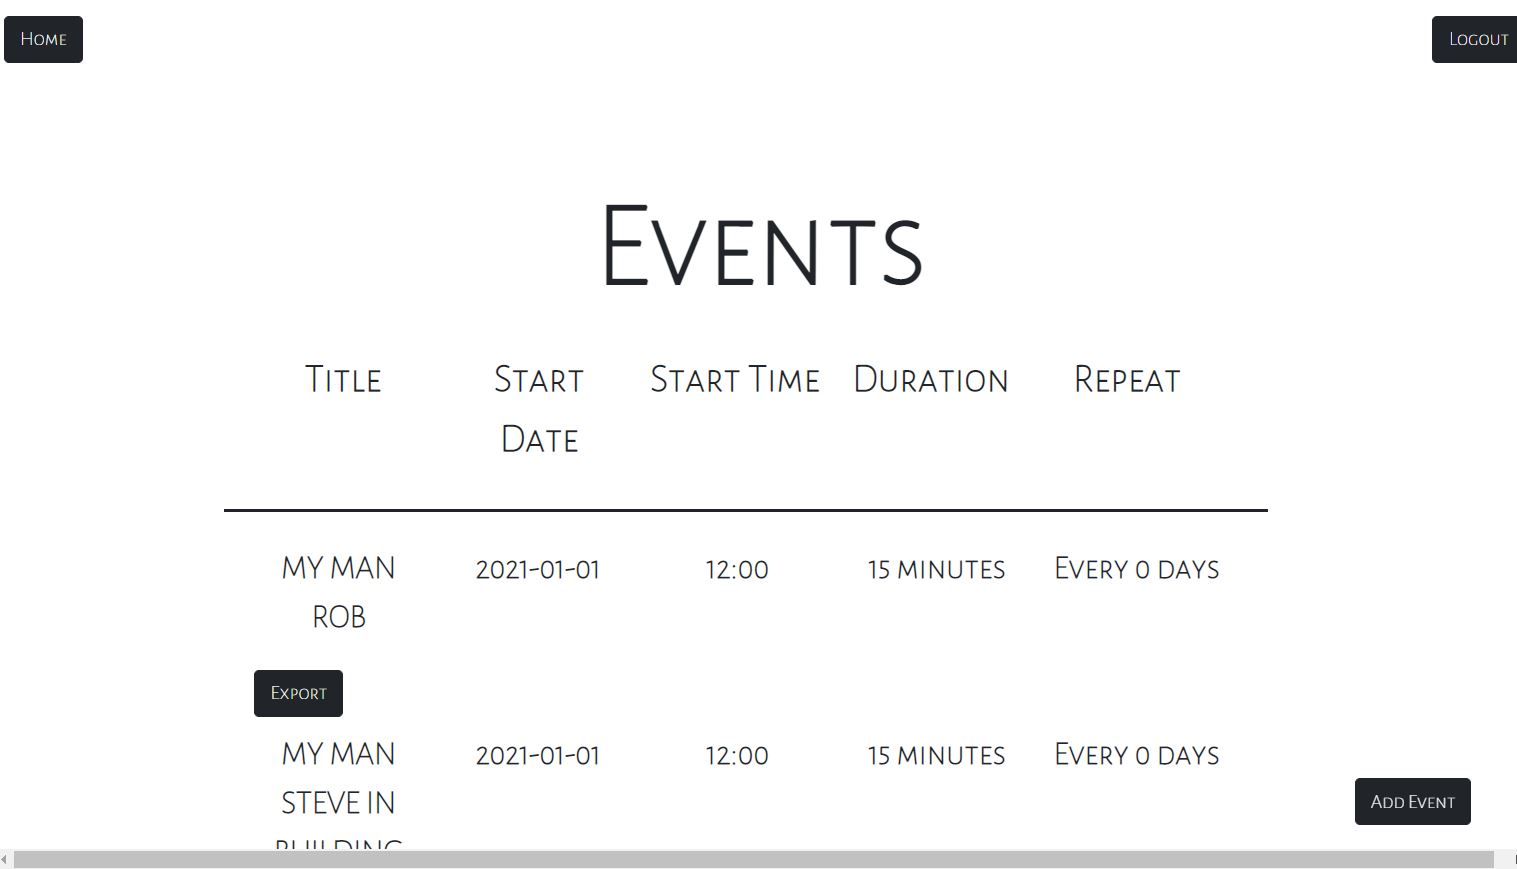 Home
Logout
Events
Title Start Date Start Time Duration Repeat
MY MAN ROB 2021-01-01 12:00 15 minutes Every 0 days
Export
MY MAN STEVE IN BUILDING 2021-01-01 12:00 15 minutes Every 0 days
Add Event